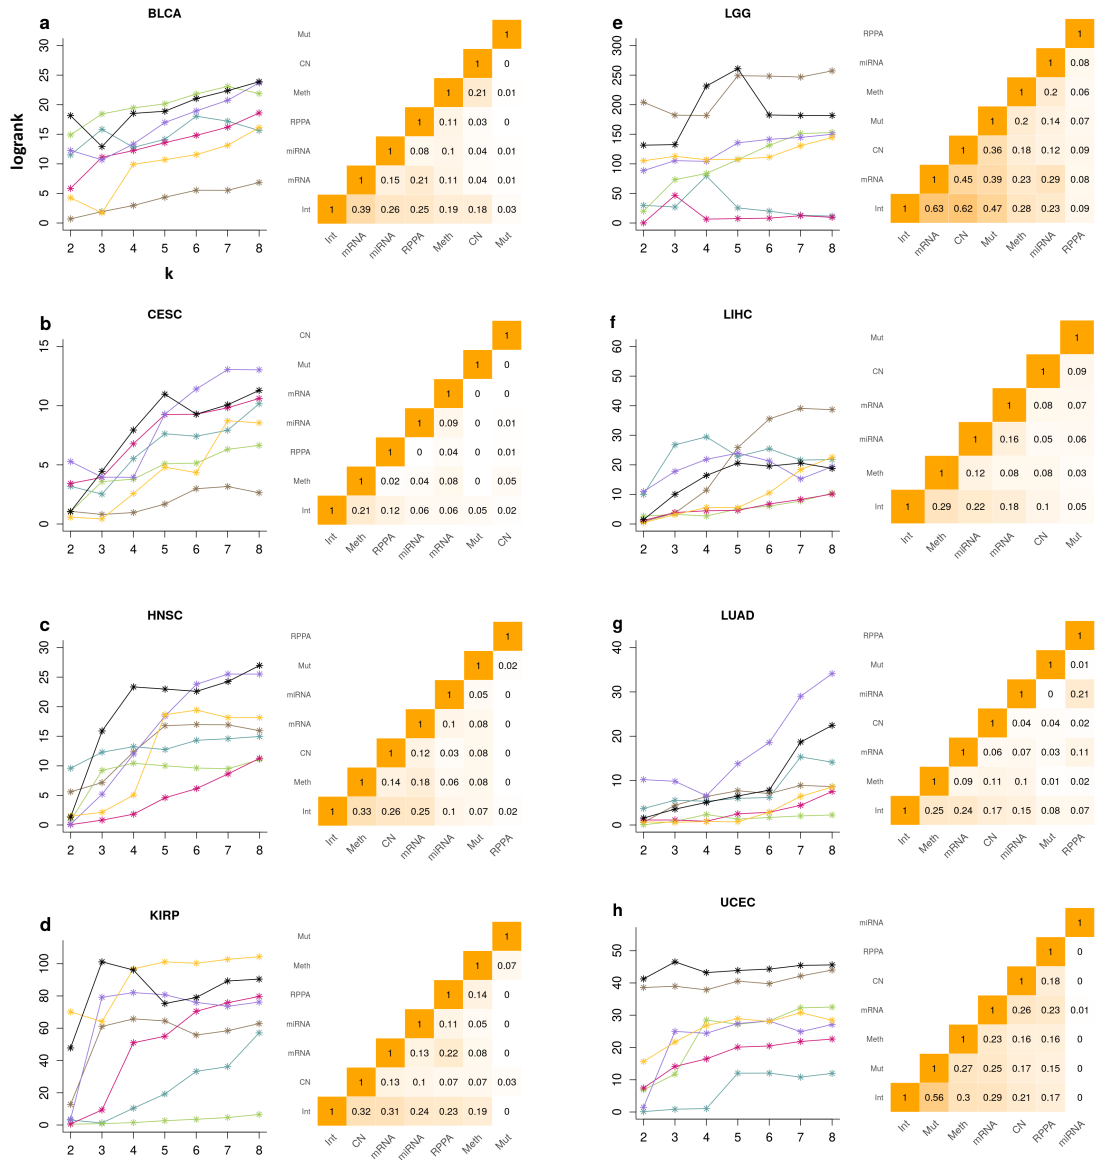 a
BLCA
logrank
30
25
20
15
10
5
0
2 3 4 5 6 7 8
k
Mut 1
CN 1 0
Meth 1 0.21 0.01
RPPA 1 0.11 0.03 0
miRNA 1 0.08 0.1 0.04 0.01
mRNA 1 0.15 0.21 0.11 0.04 0.01
Int 1 0.39 0.26 0.25 0.19 0.18 0.03
Int mRNA miRNA RPPA Meth CN Mut
e
LGG
300
250
200
150
100
50
0
2 3 4 5 6 7 8
RPPA 1
miRNA 1 0.08
Meth 1 0.2 0.06
Mut 1 0.2 0.14 0.07
CN 1 0.36 0.18 0.12 0.09
mRNA 1 0.45 0.39 0.23 0.29 0.08
Int 1 0.63 0.62 0.47 0.28 0.23 0.09
Int mRNA CN Mut Meth miRNA RPPA
b
CESC
15
10
5
0
2 3 4 5 6 7 8
CN 1
Mut 1 0
mRNA 1 0 0
miRNA 1 0.09 0 0.01
RPPA 1 0 0.04 0 0.01
Meth 1 0.02 0.04 0.08 0 0.05
Int 1 0.21 0.12 0.06 0.06 0.05 0.02
Int Meth RPPA miRNA mRNA Mut CN
f
LIHC
60
50
40
30
20
10
0
2 3 4 5 6 7 8
Mut 1
CN 1 0.09
mRNA 1 0.08 0.07
miRNA 1 0.16 0.05 0.06
Meth 1 0.12 0.08 0.08 0.03
Int 1 0.29 0.22 0.18 0.1 0.05
Int Meth miRNA mRNA CN Mut
c
HNSC
30
25
20
15
10
5
0
2 3 4 5 6 7 8
RPPA 1
Mut 1 0.02
miRNA 1 0.05 0
mRNA 1 0.1 0.08 0
CN 1 0.12 0.03 0.08 0
Meth 1 0.14 0.18 0.06 0.08 0
Int 1 0.33 0.26 0.25 0.1 0.07 0.02
Int Meth CN mRNA miRNA Mut RPPA
g
LUAD
40
30
20
10
0
2 3 4 5 6 7 8
RPPA 1
Mut 1 0.01
miRNA 1 0 0.21
CN 1 0.04 0.04 0.02
mRNA 1 0.06 0.07 0.03 0.11
Meth 1 0.09 0.11 0.1 0.01 0.02
Int 1 0.25 0.24 0.17 0.15 0.08 0.07
Int Meth mRNA CN miRNA Mut RPPA
d
KIRP
100
80
60
40
20
0
2 3 4 5 6 7 8
Mut 1
Meth 1 0.07
RPPA 1 0.14 0
miRNA 1 0.11 0.05 0
mRNA 1 0.13 0.22 0.08 0
CN 1 0.13 0.1 0.07 0.07 0.03
Int 1 0.32 0.31 0.24 0.23 0.19 0
Int CN mRNA miRNA RPPA Meth Mut
h
UCEC
50
40
30
20
10
0
2 3 4 5 6 7 8
miRNA 1
RPPA 1 0
CN 1 0.18 0
mRNA 1 0.26 0.23 0.01
Meth 1 0.23 0.16 0.16 0
Mut 1 0.27 0.25 0.17 0.15 0
Int 1 0.56 0.3 0.29 0.21 0.17 0
Int Mut Meth mRNA CN RPPA miRNA